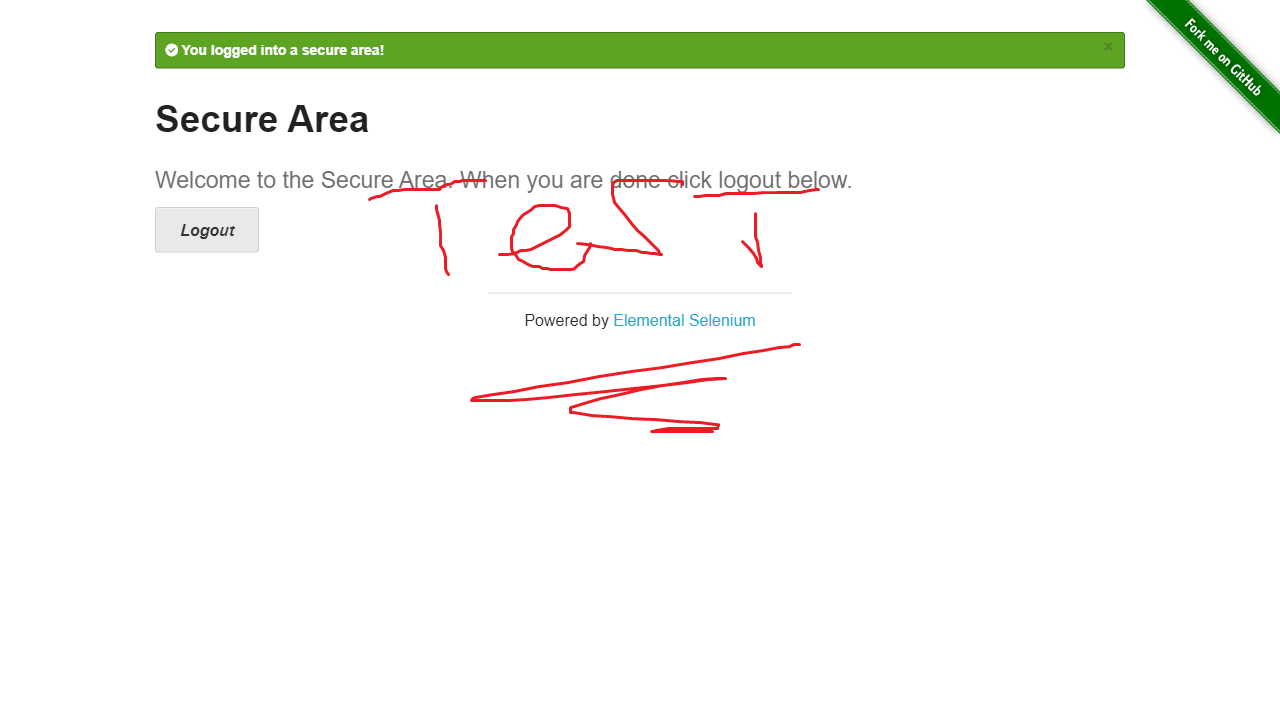 You logged into a secure area!
×
Fork me on GitHub
Secure Area
Welcome to the Secure Area. When you are done click logout below.
TeST
Logout
Powered by Elemental Selenium